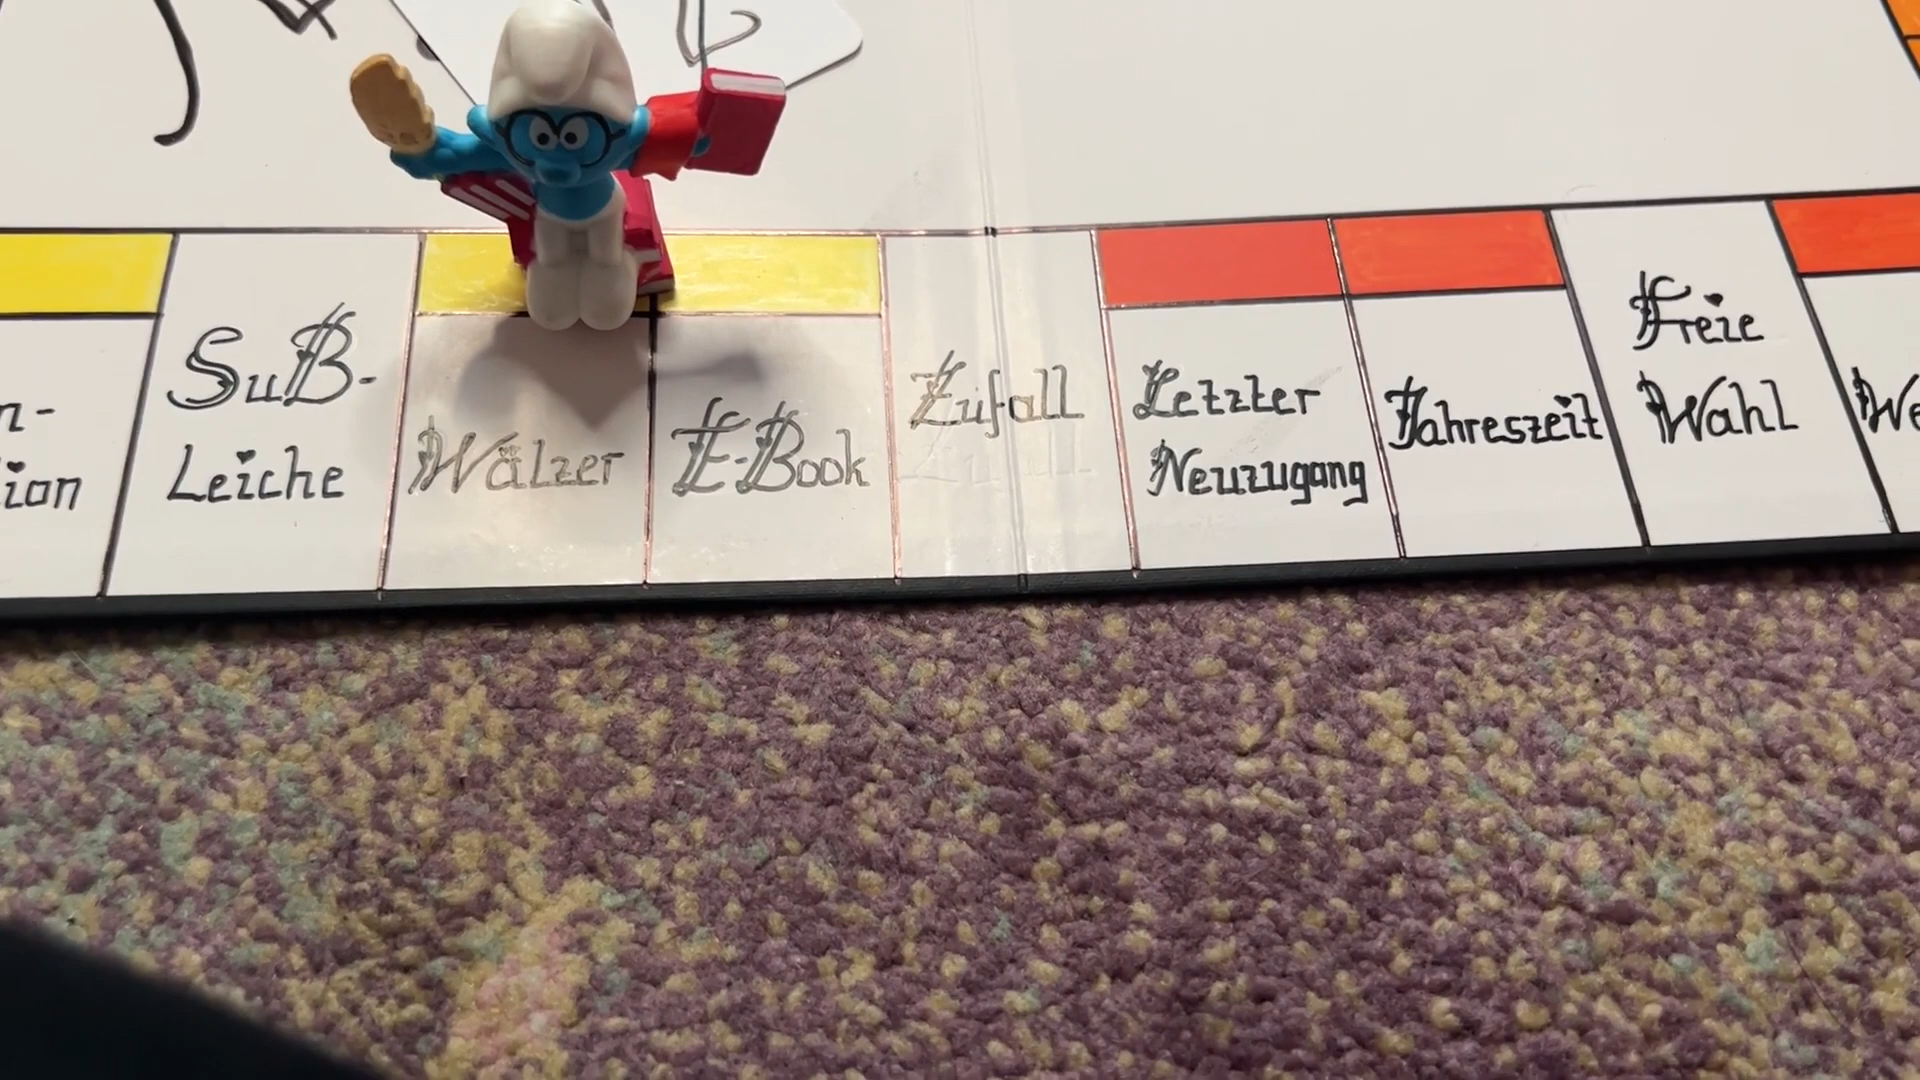 SuB-
Leiche
Wälzer
E-Book
Zufall
Letzter
Neuzugang
Jahreszeit
Freie
Wahl